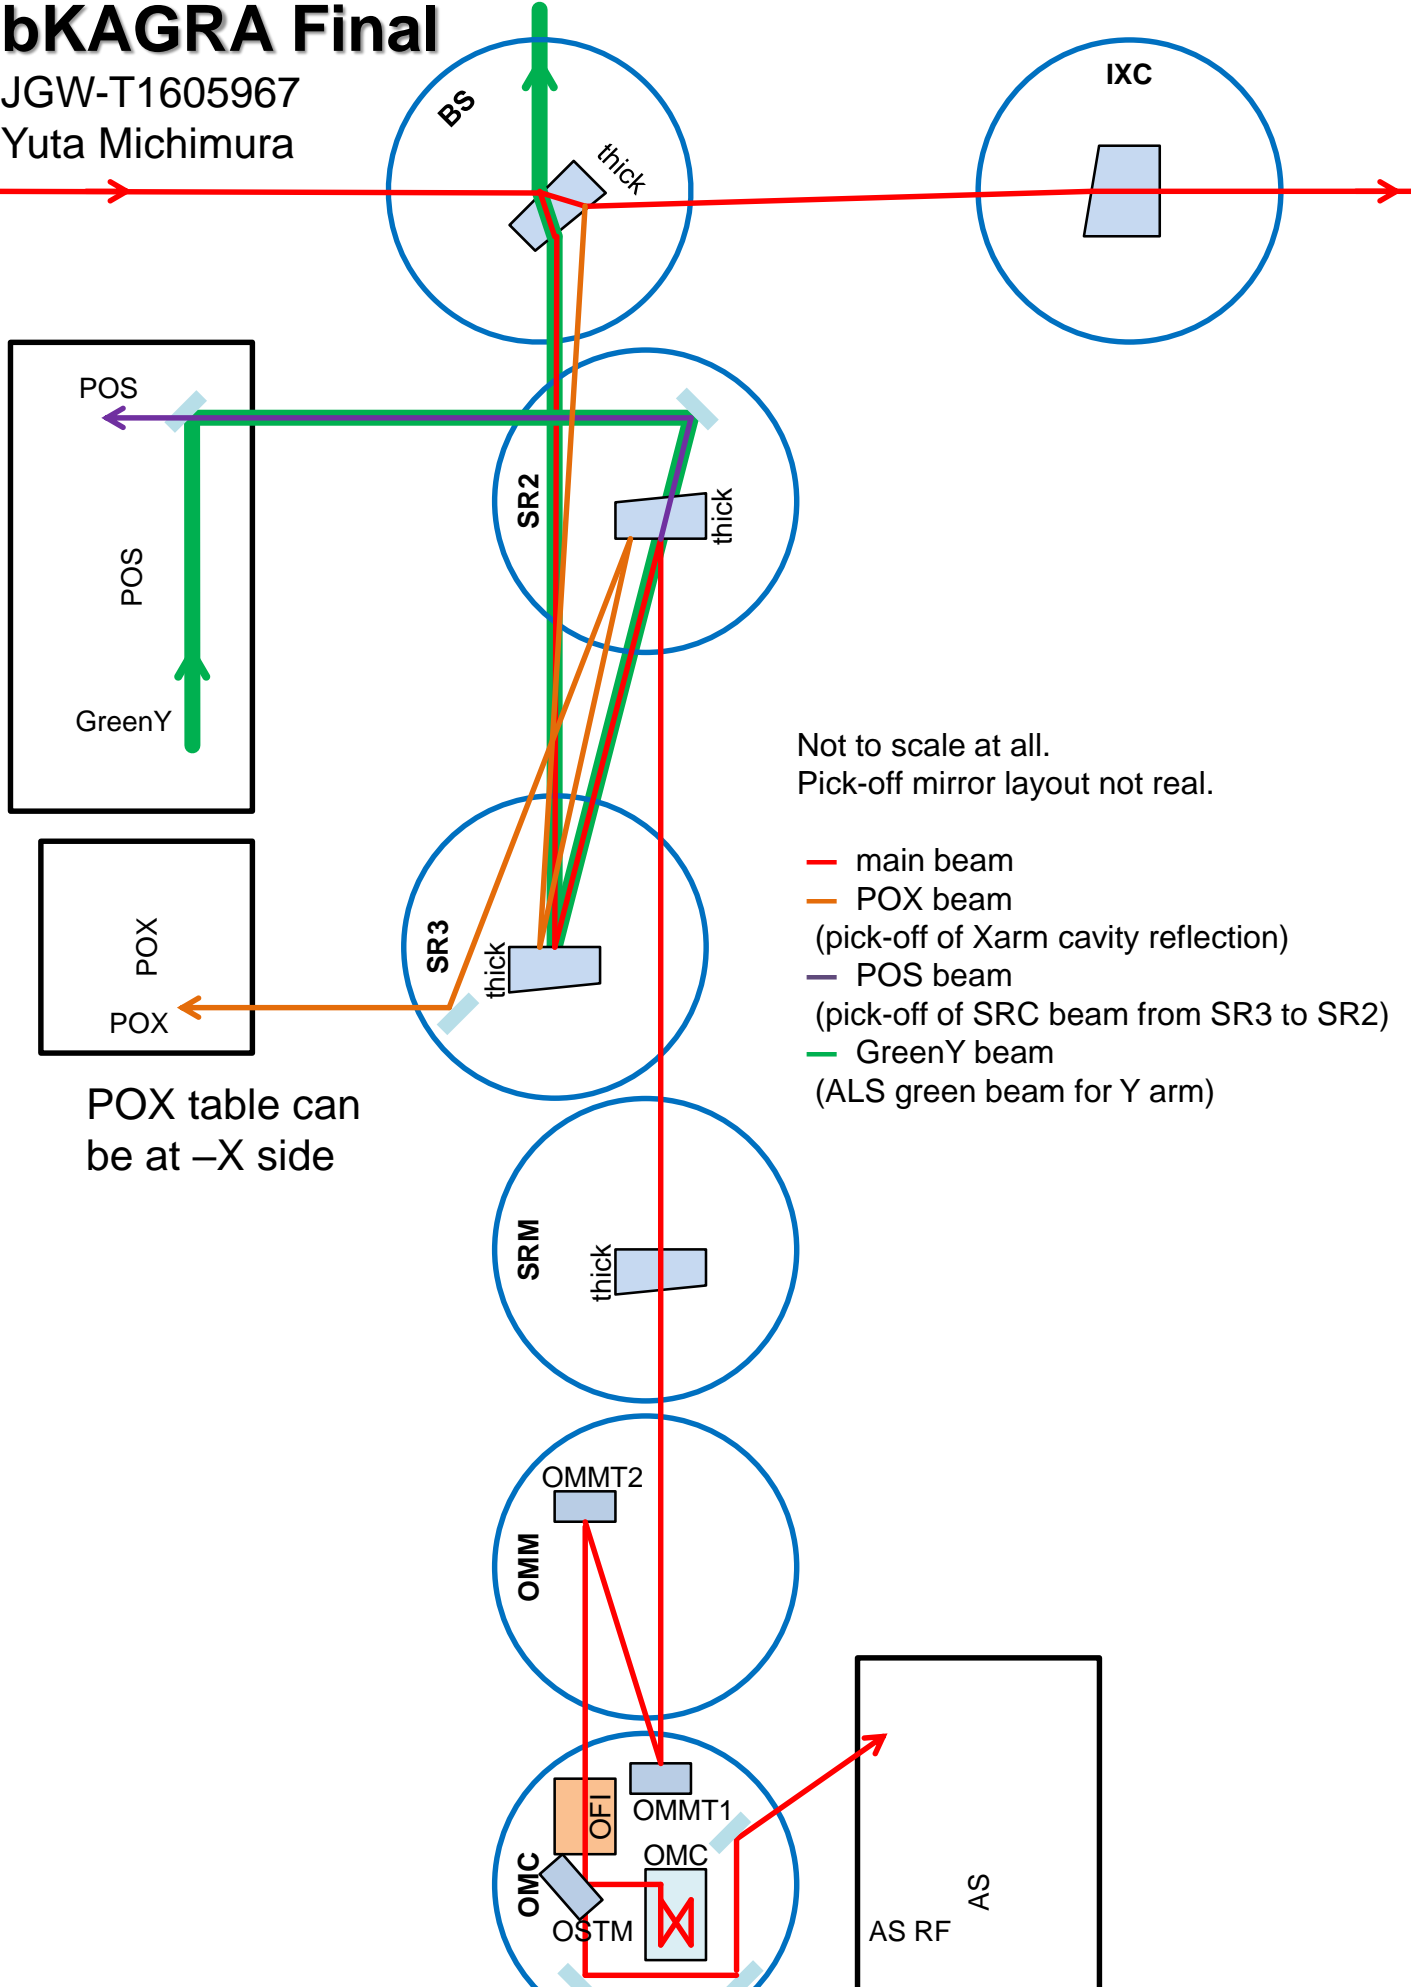 bKAGRA Final
JGW-T1605967
Yuta Michimura
BS
thick
IXC
POS
POS
GreenY
SR2
thick
Not to scale at all.
Pick-off mirror layout not real.
main beam
POX beam
(pick-off of Xarm cavity reflection)
POS beam
(pick-off of SRC beam from SR3 to SR2)
GreenY beam
(ALS green beam for Y arm)
POX
POX
SR3
thick
POX table can
be at –X side
SRM
thick
OMMT2
OMM
OFI
OMMT1
OMC
OMC
OSTM
AS
AS RF